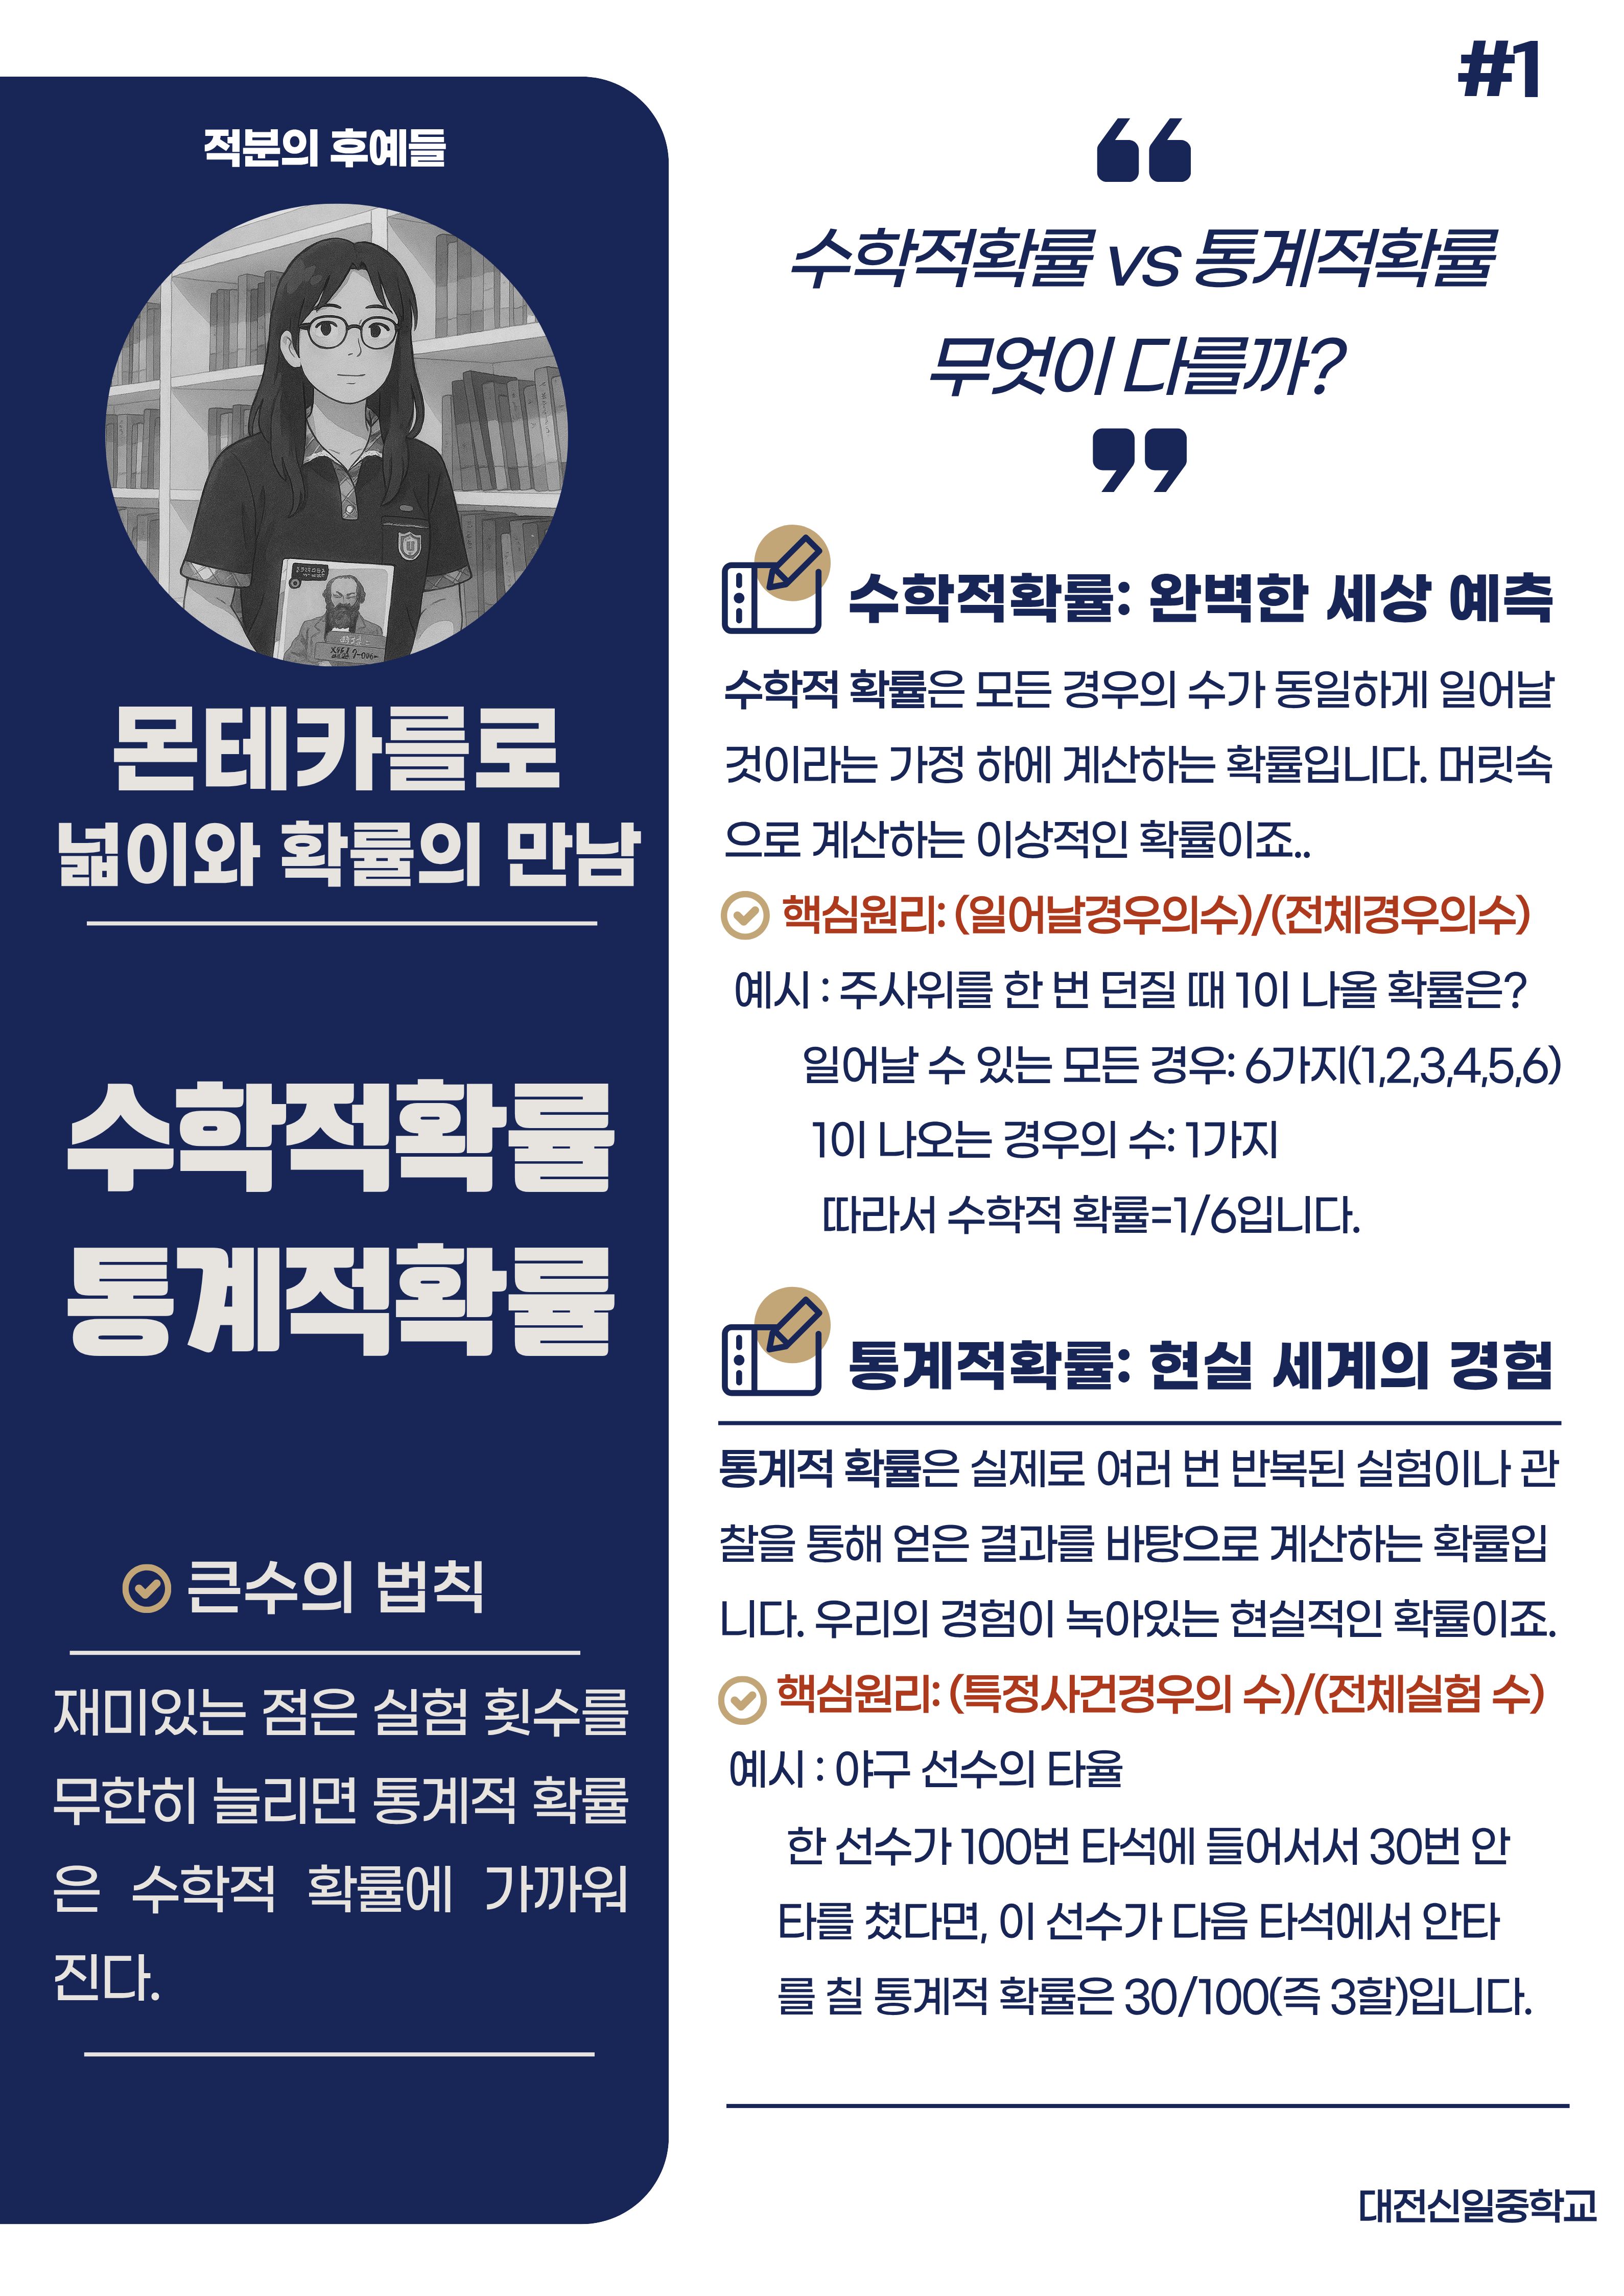 #1
적분의 후예들
몬테카를로
넓이와 확률의 만남
수학적확률
통계적확률
큰수의 법칙
재미있는 점은 실험 횟수를
무한히 늘리면 통계적 확률
은 수학적 확률에 가까워
진다.
“
수학적확률 vs 통계적확률
무엇이 다를까?
”
수학적확률: 완벽한 세상 예측
수학적 확률은 모든 경우의 수가 동일하게 일어날
것이라는 가정 하에 계산하는 확률입니다. 머릿속
으로 계산하는 이상적인 확률이죠..
핵심원리: (일어날경우의수)/(전체경우의수)
예시 : 주사위를 한 번 던질 때 1이 나올 확률은?
일어날 수 있는 모든 경우: 6가지(1,2,3,4,5,6)
1이 나오는 경우의 수: 1가지
따라서 수학적 확률=1/6입니다.
통계적확률: 현실 세계의 경험
통계적 확률은 실제로 여러 번 반복된 실험이나 관
찰을 통해 얻은 결과를 바탕으로 계산하는 확률입
니다. 우리의 경험이 녹아있는 현실적인 확률이죠.
핵심원리: (특정사건경우의 수)/(전체실험 수)
예시 : 야구 선수의 타율
한 선수가 100번 타석에 들어서서 30번 안
타를 쳤다면, 이 선수가 다음 타석에서 안타
를 칠 통계적 확률은 30/100(즉 3할)입니다.
대전신일중학교